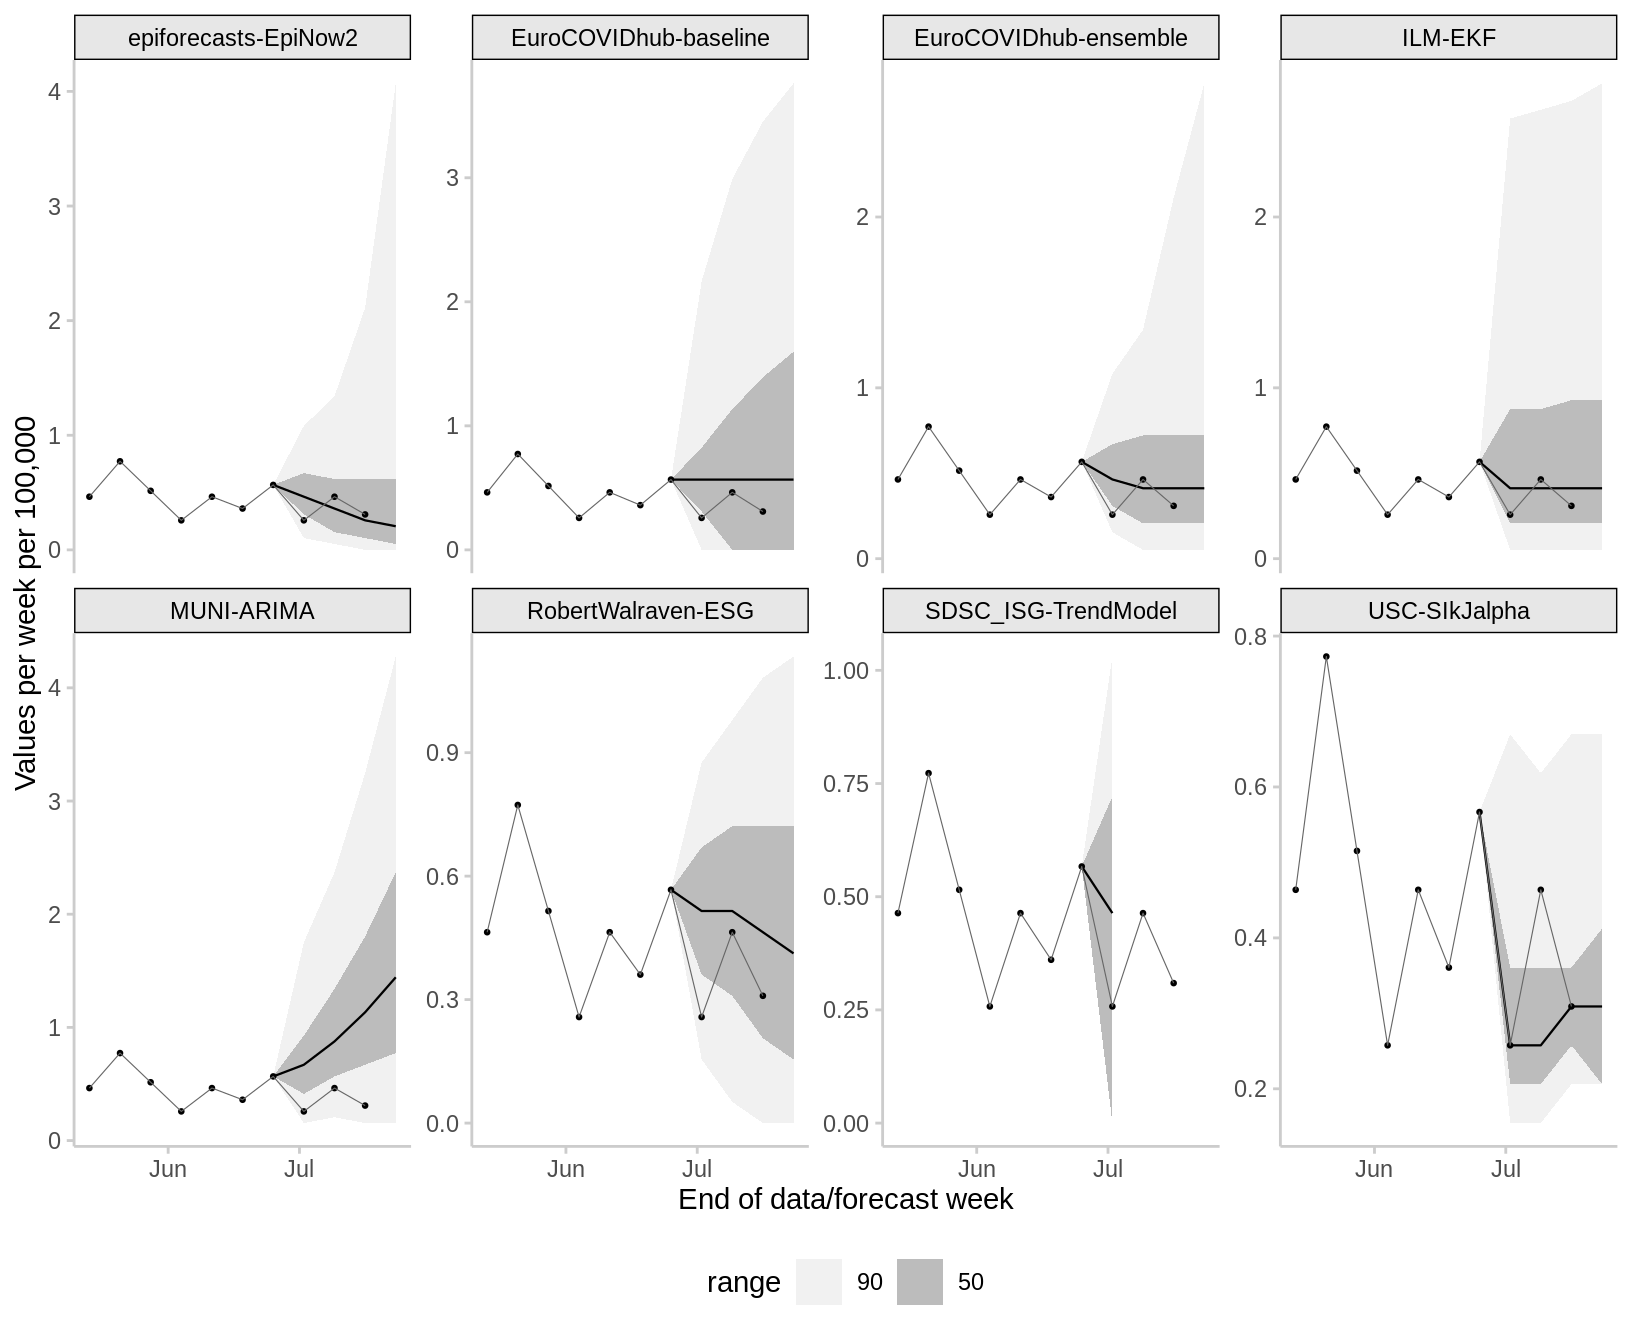 epiforecasts-EpiNow2
EuroCOVIDhub-baseline
EuroCOVIDhub-ensemble
ILM-EKF
4
3
2
1
0
3
2
1
0
2
1
0
2
1
0
Values per week per 100,000
MUNI-ARIMA
RobertWalraven-ESG
SDSC_ISG-TrendModel
USC-SIkJalpha
4
3
2
1
0
0.9
0.6
0.3
0.0
1.00
0.75
0.50
0.25
0.00
0.8
0.6
0.4
0.2
Jun Jul
Jun Jul
Jun Jul
Jun Jul
End of data/forecast week
range 90 50